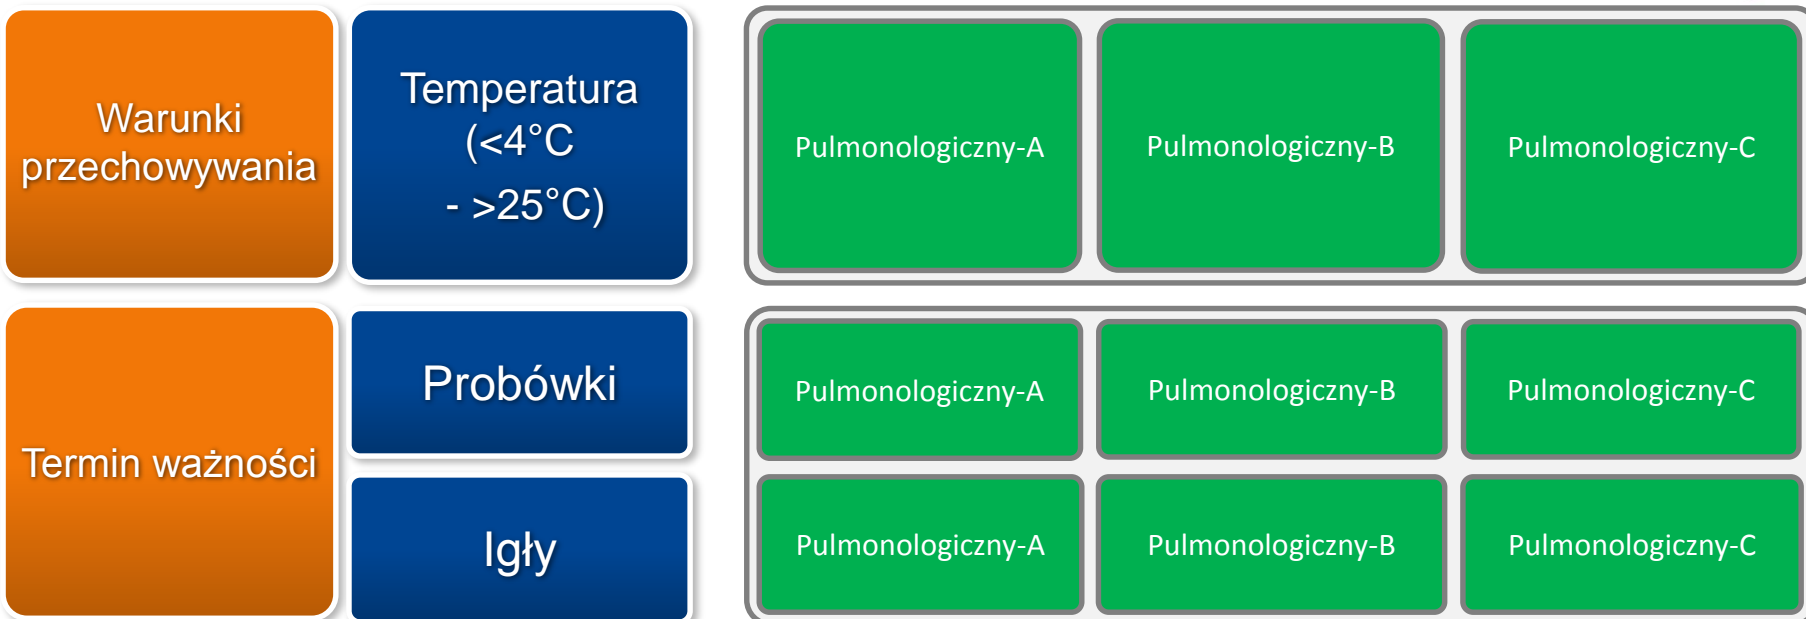 Warunki
przechowywania
Temperatura
(<4°C
- >25°C)
Pulmonologiczny-A
Pulmonologiczny-B
Pulmonologiczny-C
Termin ważności
Probówki
Pulmonologiczny-A
Pulmonologiczny-B
Pulmonologiczny-C
Igły
Pulmonologiczny-A
Pulmonologiczny-B
Pulmonologiczny-C